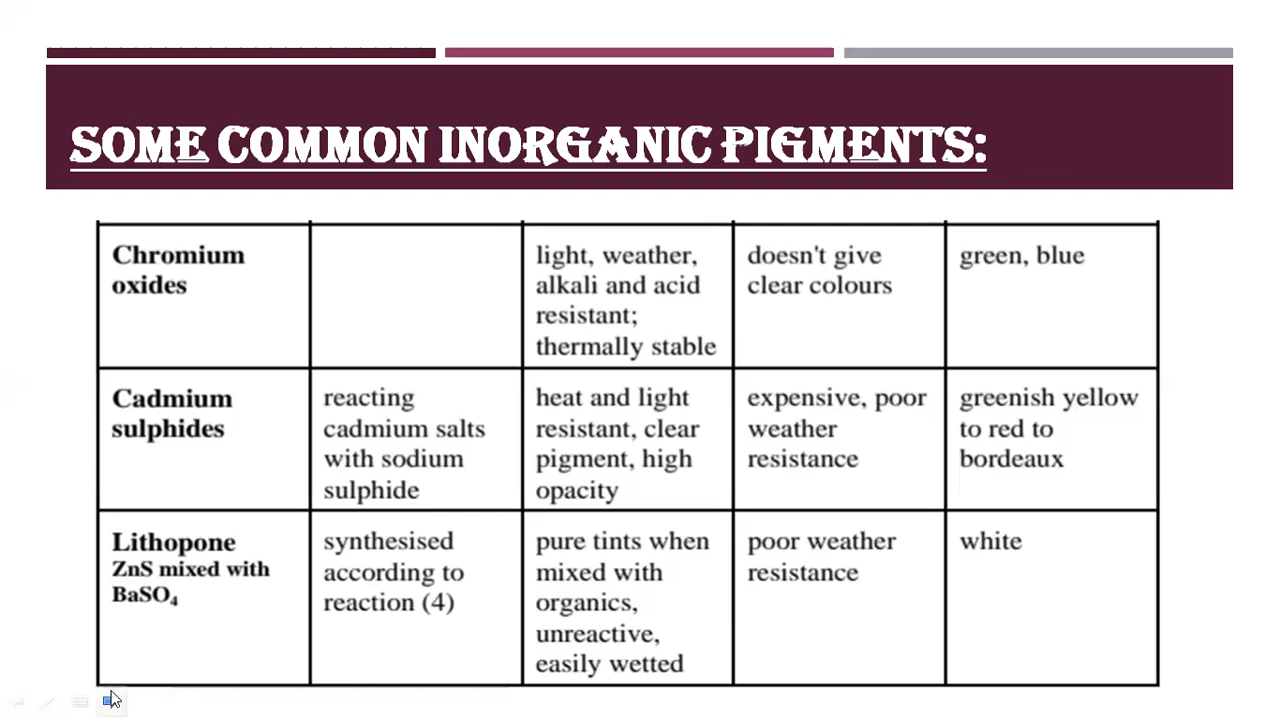 SOME COMMON INORGANIC PIGMENTS:
Chromium
oxides
light, weather,
alkali and acid
resistant;
thermally stable
doesn't give
clear colours
green, blue
Cadmium
sulphides
reacting
cadmium salts
with sodium
sulphide
heat and light
resistant, clear
pigment, high
opacity
expensive, poor
weather
resistance
greenish yellow
to red to
bordeaux
Lithopone
ZnS mixed with
BaSO₄
synthesised
according to
reaction (4)
pure tints when
mixed with
organics,
unreactive,
easily wetted
poor weather
resistance
white